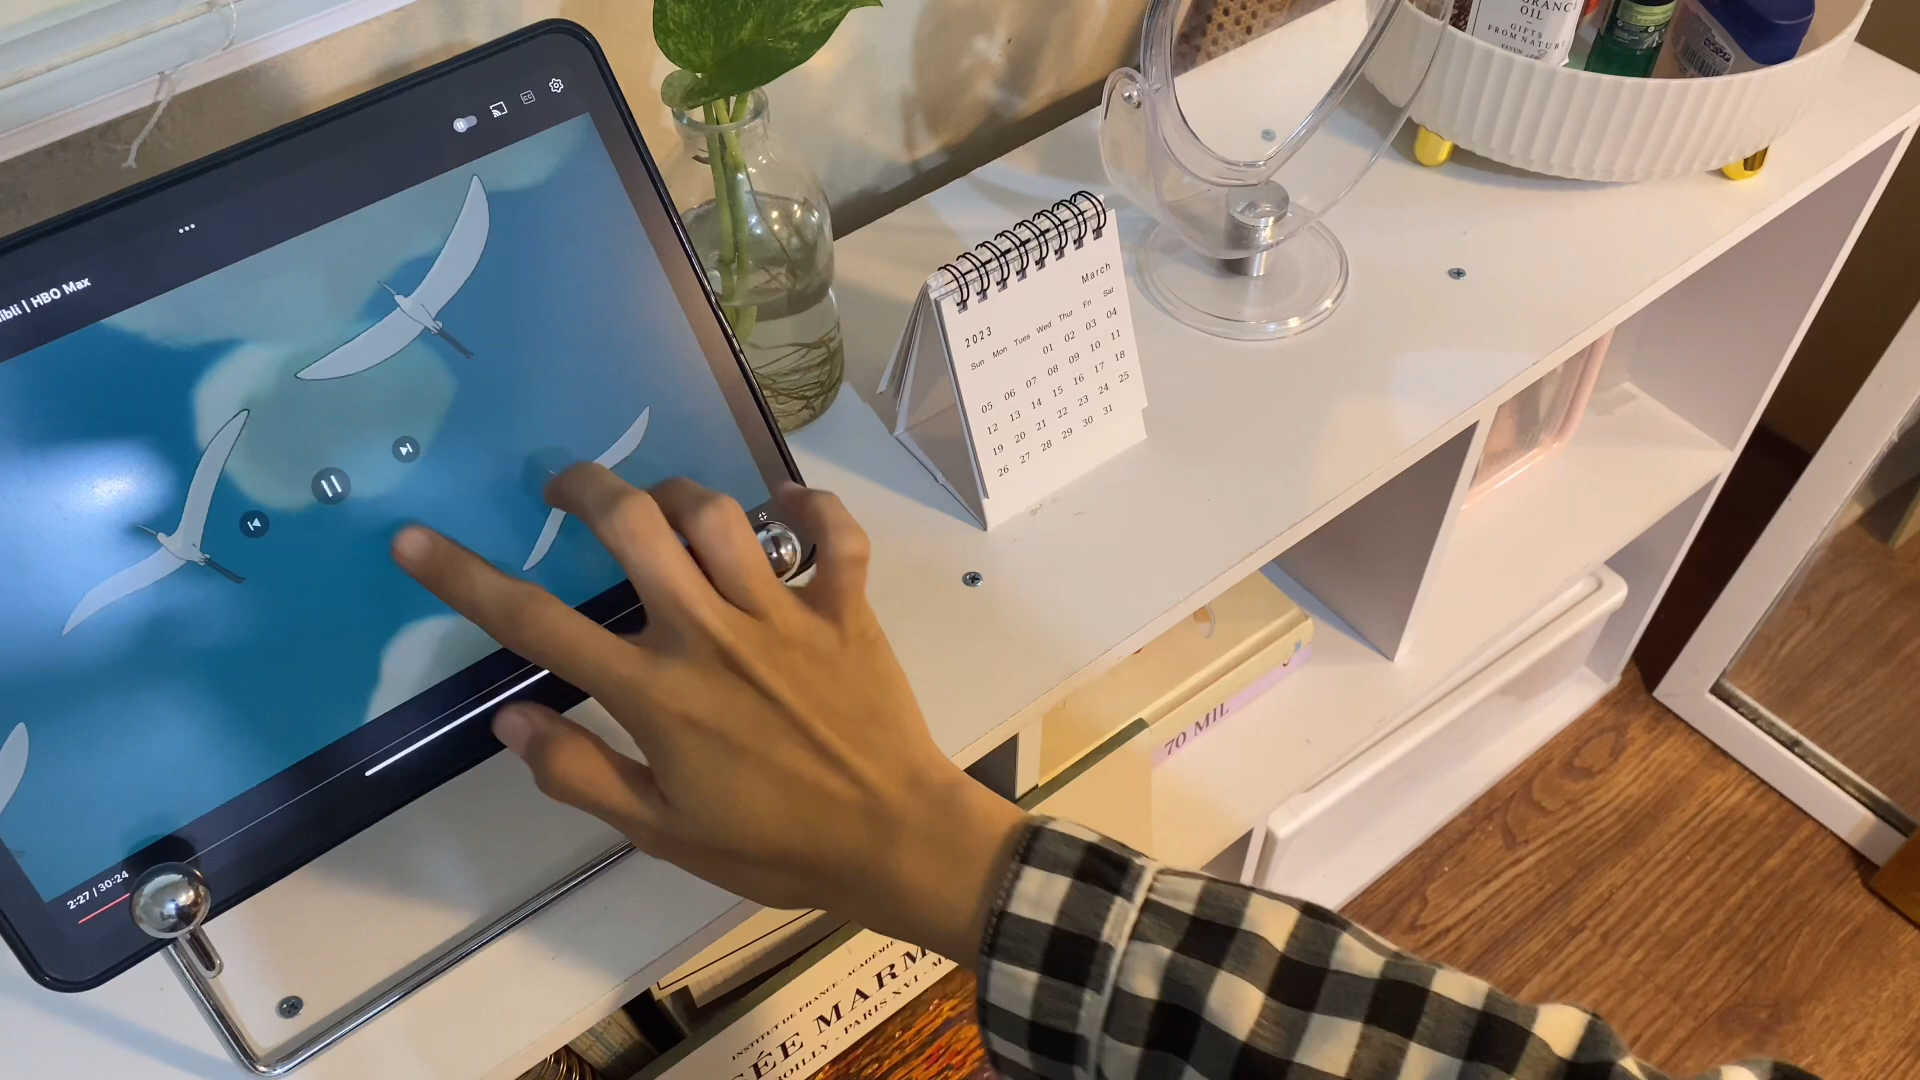 HBO Max
CC
2:27 / 30:24
March
2023
Sun Mon Tues Wed Thur Fri Sat
01 02 03 04
05 06 07 08 09 10 11
12 13 14 15 16 17 18
19 20 21 22 23 24 25
26 27 28 29 30 31
OIL
GIFTS
FROM NATURE
70 MIL
INSTITUT DE FRANCE - ACADÉMIE
ÉE MARM
PARIS XVI